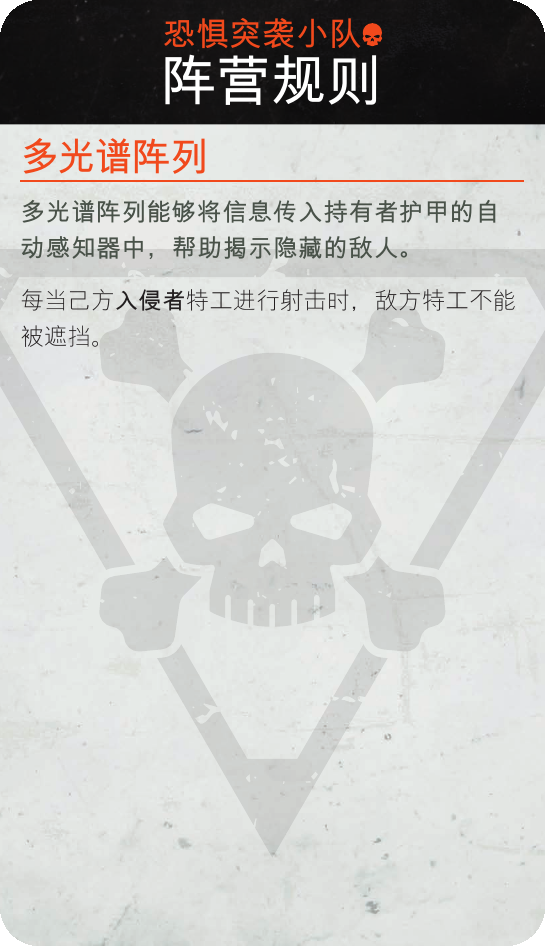 恐惧突袭小队
阵营规则
多光谱阵列
多光谱阵列能够将信息传入持有者护甲的自
动感知器中，帮助揭示隐藏的敌人。
每当己方入侵者特工进行射击时，敌方特工不能
被遮挡。